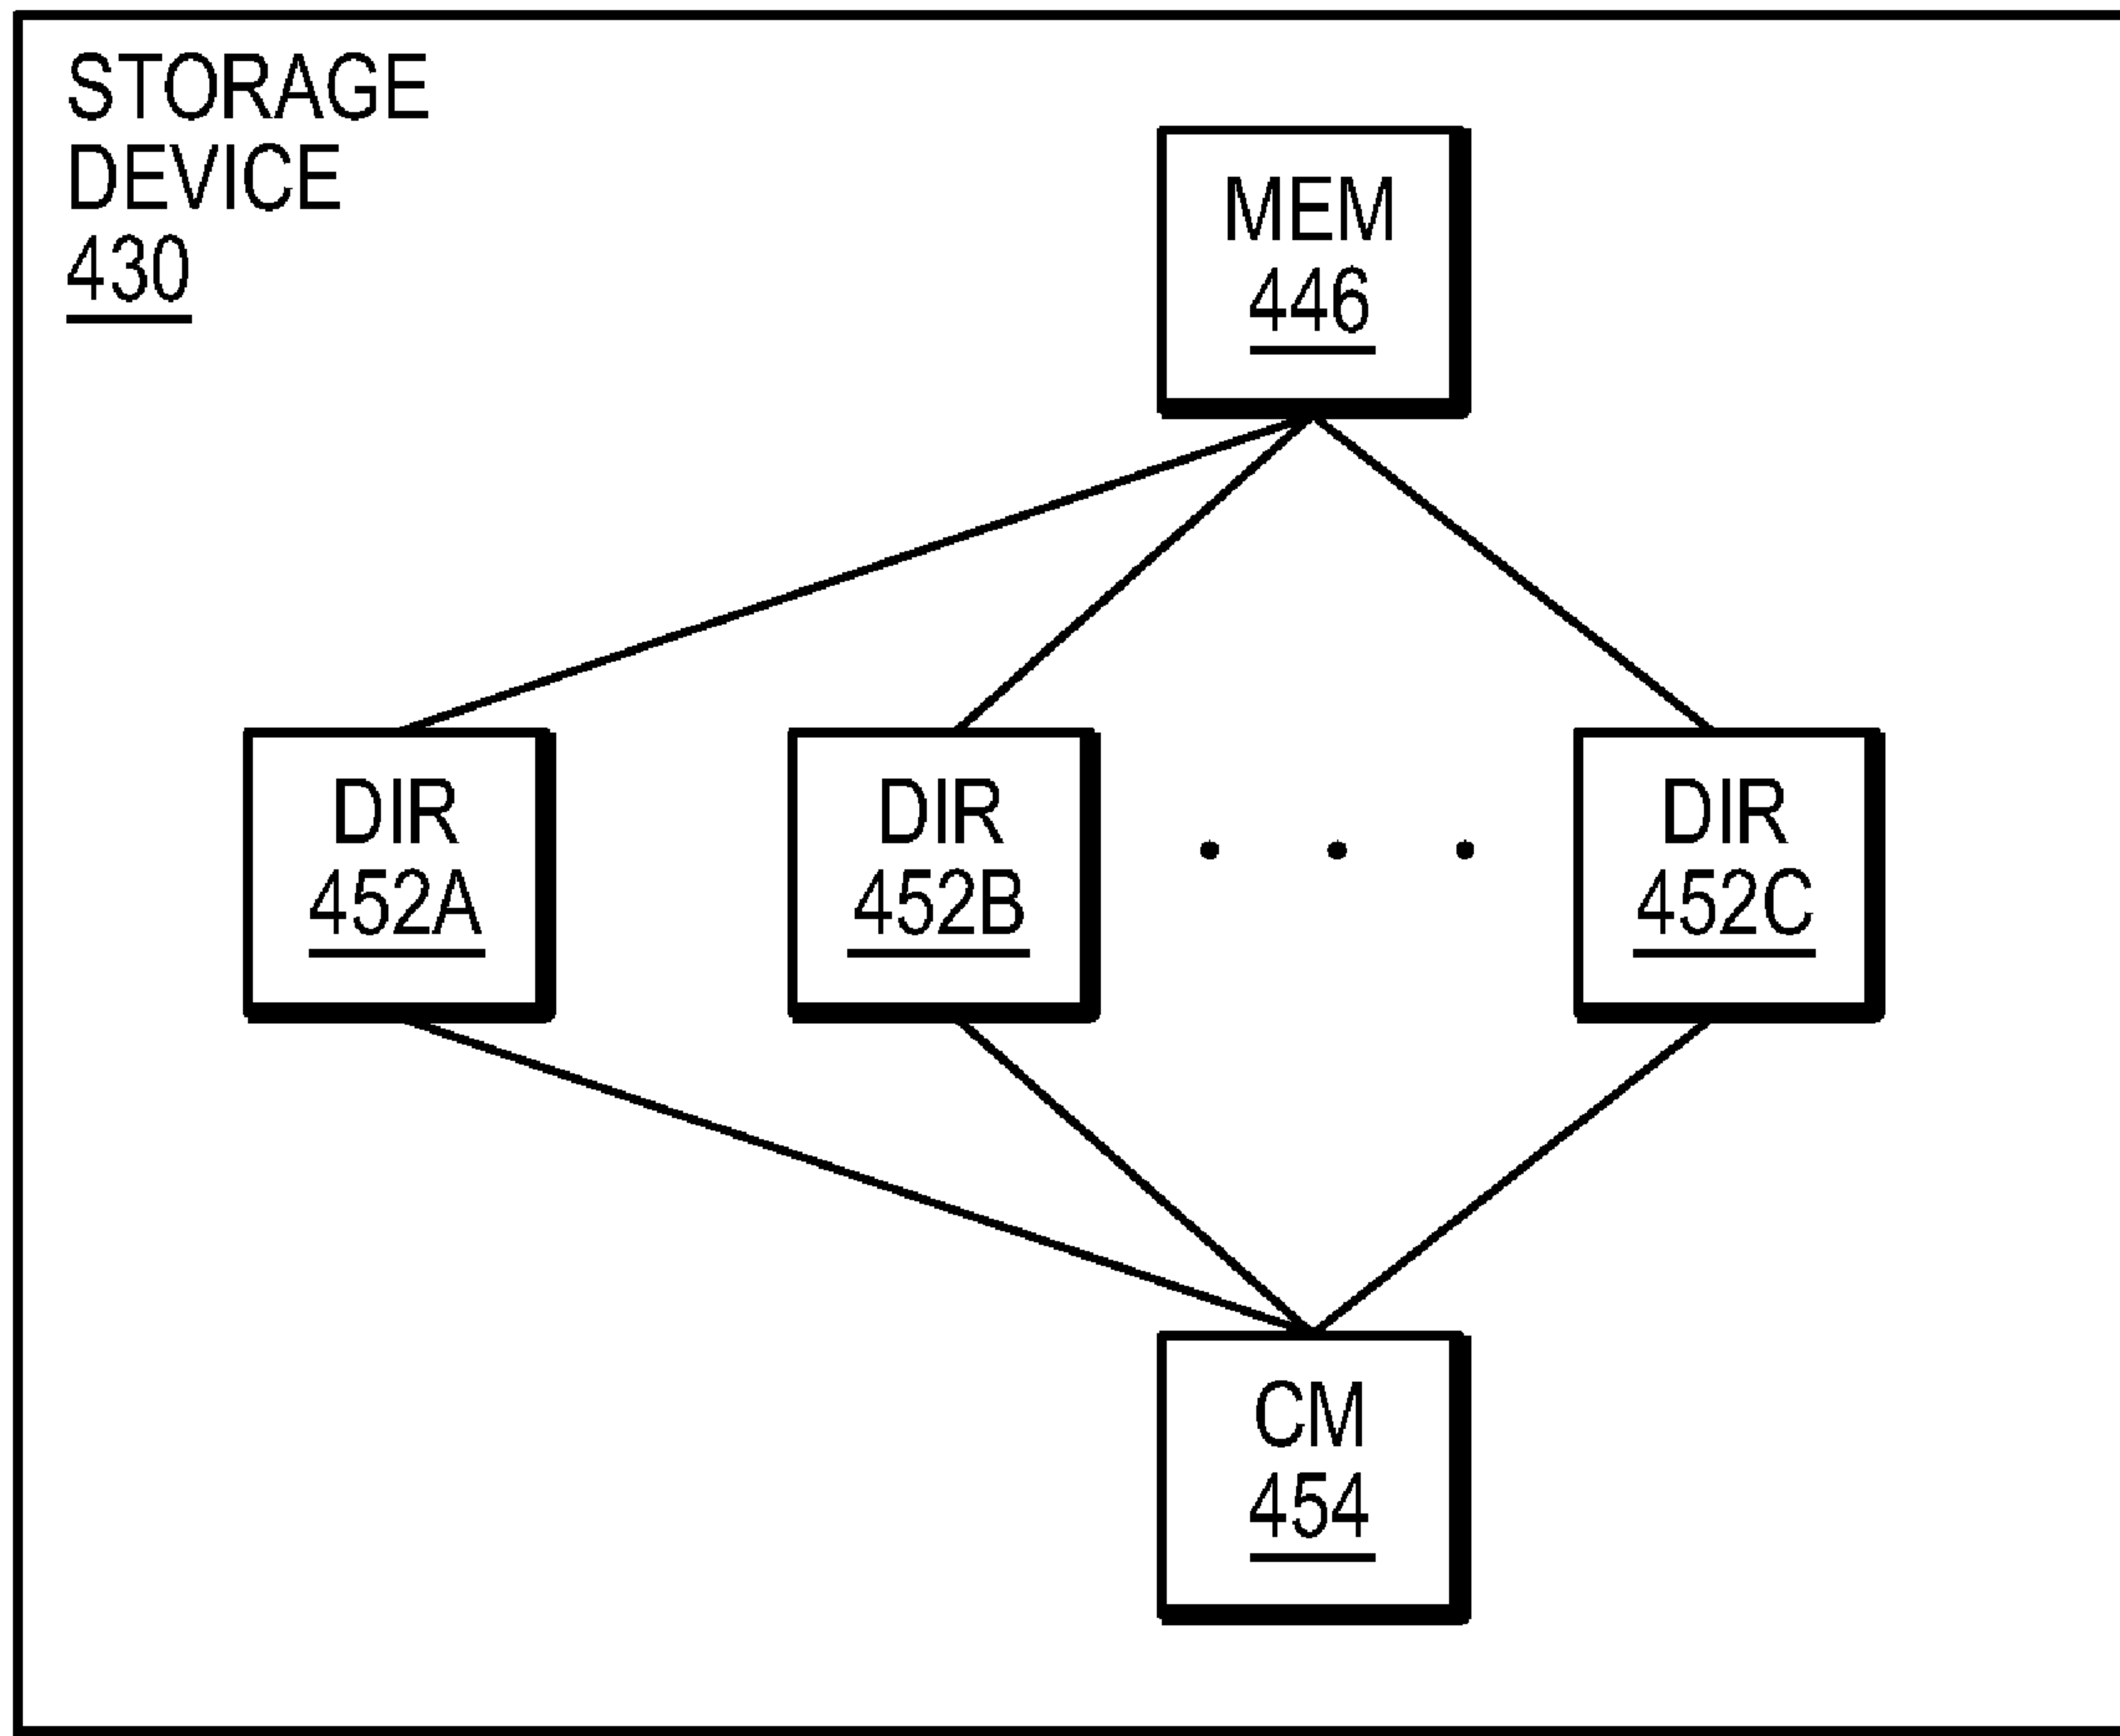 STORAGE
DEVICE
430
MEM
446
DIR
452A
DIR
452B
. . .
DIR
452C
CM
454